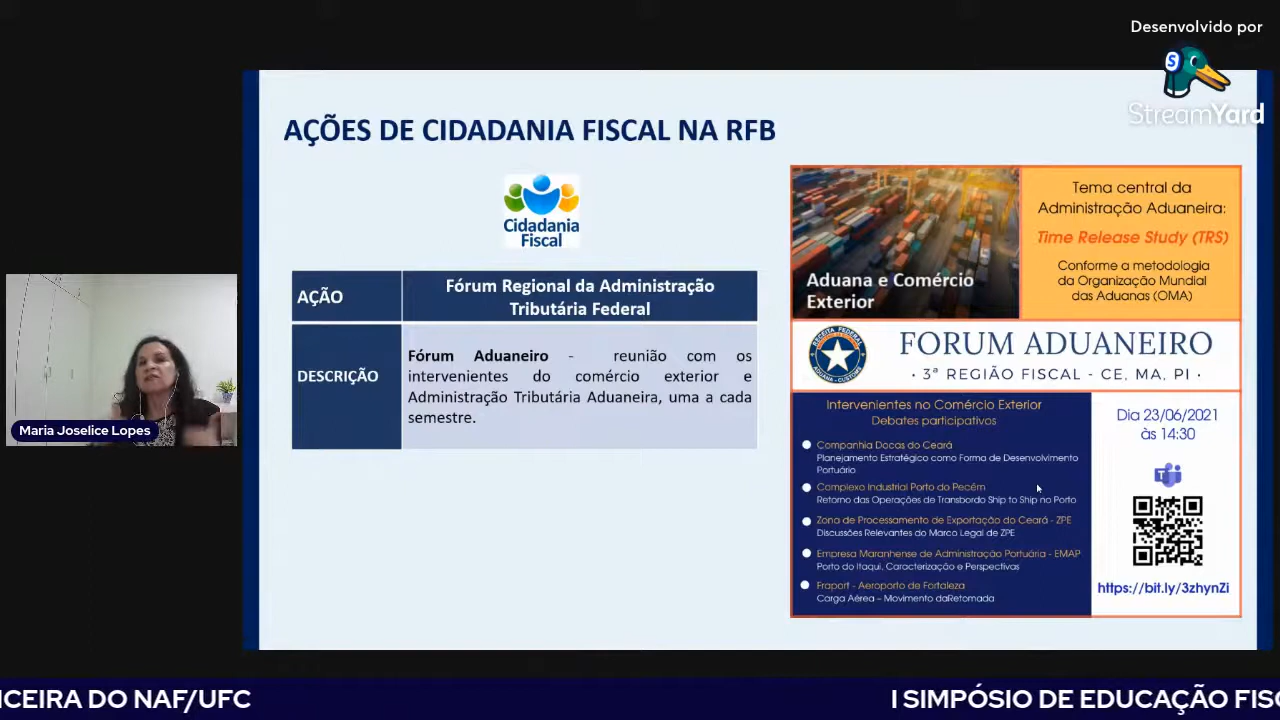 Desenvolvido por
StreamYard
AÇÕES DE CIDADANIA FISCAL NA RFB
Cidadania
Fiscal
AÇÃO
Fórum Regional da Administração
Tributária Federal
DESCRIÇÃO
Fórum Aduaneiro - reunião com os
intervenientes do comércio exterior e
Administração Tributária Aduaneira, uma a cada
semestre.
Aduana e Comércio
Exterior
Tema central da
Administração Aduaneira:
Time Release Study (TRS)
Conforme a metodologia
da Organização Mundial
das Aduanas (OMA)
RECEITA FEDERAL
ADUANA-CUSTOMS
FORUM ADUANEIRO
· 3ª REGIÃO FISCAL - CE, MA, PI ·
Intervenientes no Comércio Exterior
Debates participativos
Companhia Docas do Ceará
Planejamento Estratégico como Forma de Desenvolvimento
Portuário
Complexo Industrial Porto do Pecém
Retorno das Operações de Transbordo Ship to Ship no Porto
Zona de Processamento de Exportação do Ceará - ZPE
Discussões Relevantes do Marco Legal de ZPE
Empresa Maranhense de Administração Portuária - EMAP
Porto do Itaqui, Caracterização e Perspectivas
Fraport - Aeroporto de Fortaleza
Carga Aérea – Movimento daRetomada
Dia 23/06/2021
às 14:30
https://bit.ly/3zhynZi
Maria Joselice Lopes
NCEIRA DO NAF/UFC
I SIMPÓSIO DE EDUCAÇÃO FISC